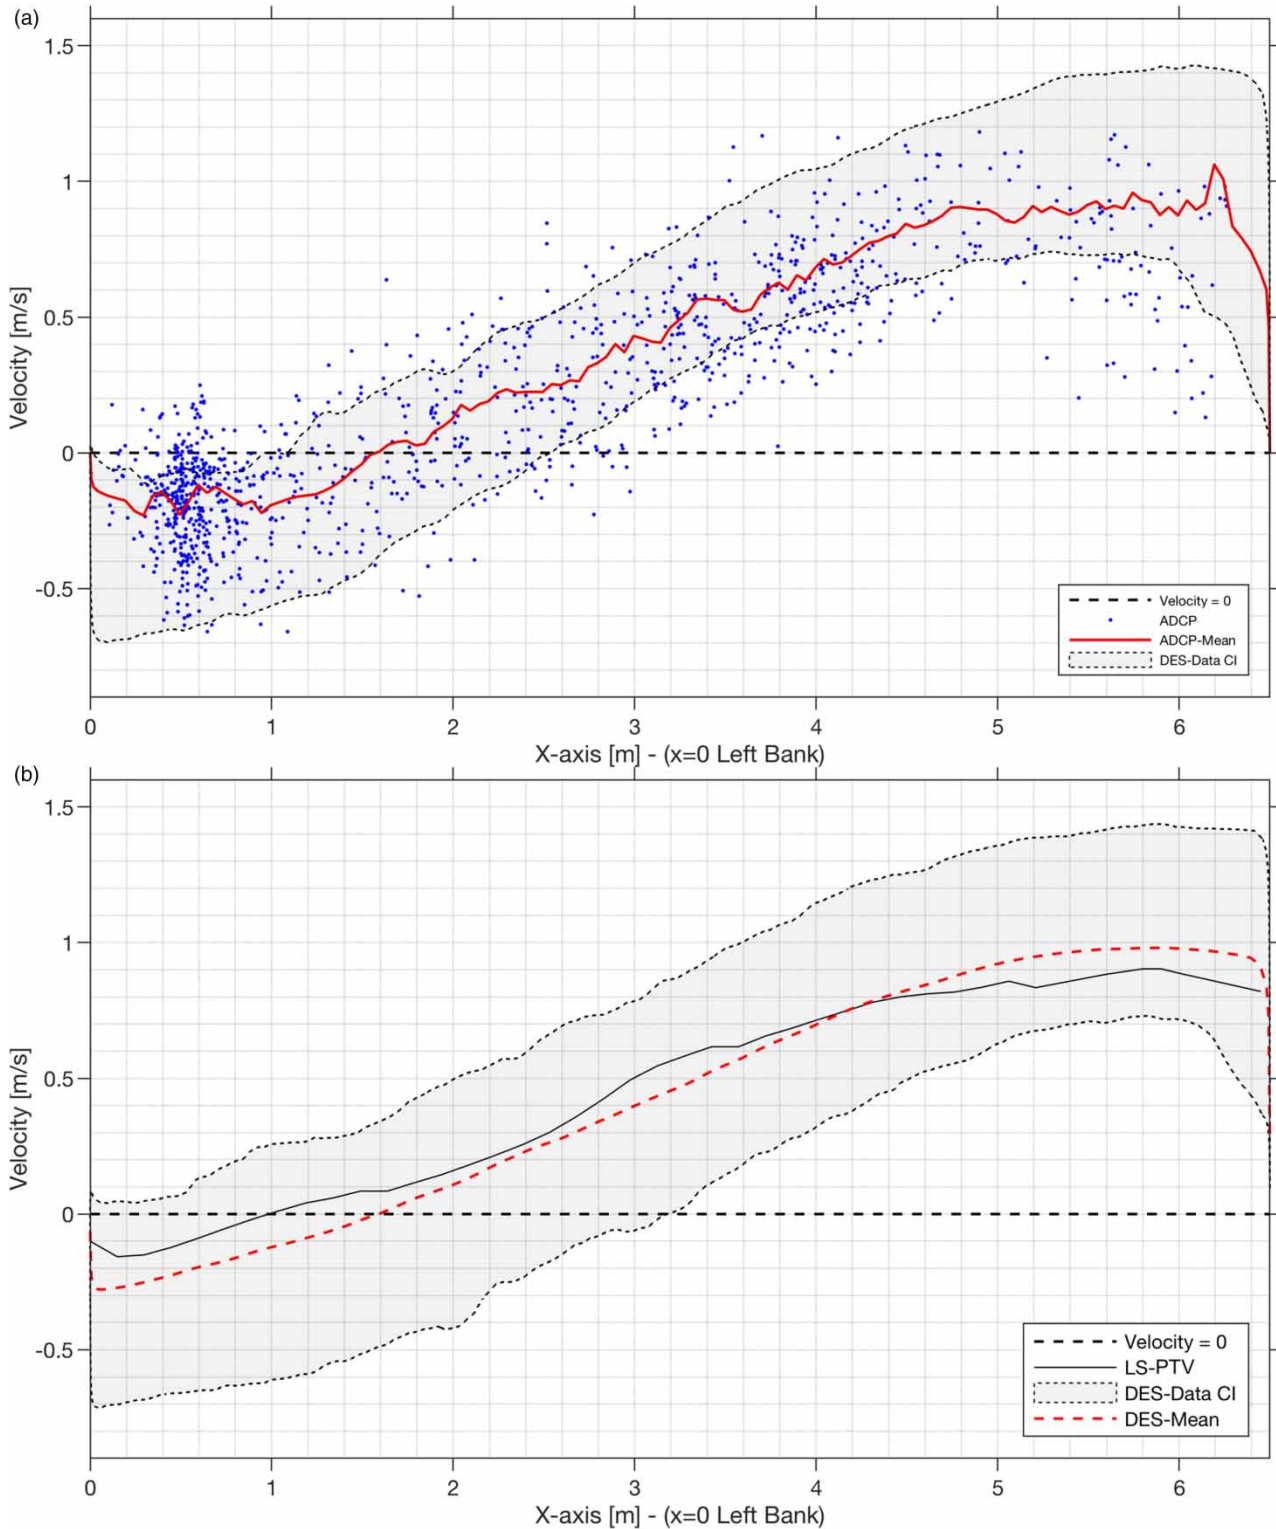 (a)
1.5
1
0.5
0
-0.5
Velocity [m/s]
Velocity = 0
ADCP
ADCP-Mean
DES-Data CI
0 1 2 3 4 5 6
X-axis [m] - (x=0 Left Bank)
(b)
1.5
1
0.5
0
-0.5
Velocity [m/s]
Velocity = 0
LS-PTV
DES-Data CI
DES-Mean
0 1 2 3 4 5 6
X-axis [m] - (x=0 Left Bank)